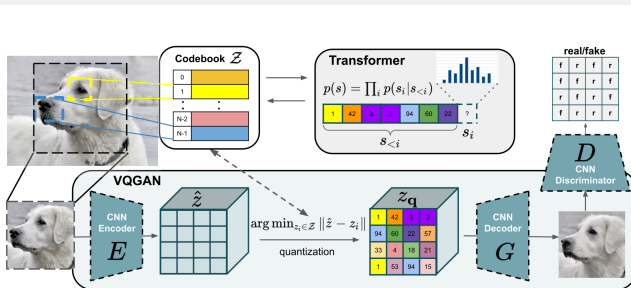 real/fake
Codebook 𝒵
Transformer
0
1
⋮ ⋮
N-2
N-1
p(s) = ∏ᵢ p(sᵢ|s<ᵢ)
1 42 3 3 94 60 22 ?
s<ᵢ
sᵢ
f r f r
f r r r
r r f f
f r r f
D
CNN
Discriminator
VQGAN
CNN
Encoder
E
ẑ
arg min_{zᵢ∈𝒵} ‖ẑ − zᵢ‖
quantization
z_q
1 42 3 3
94 60 22 57
33 4 18 21
1 53 94 15
CNN
Decoder
G